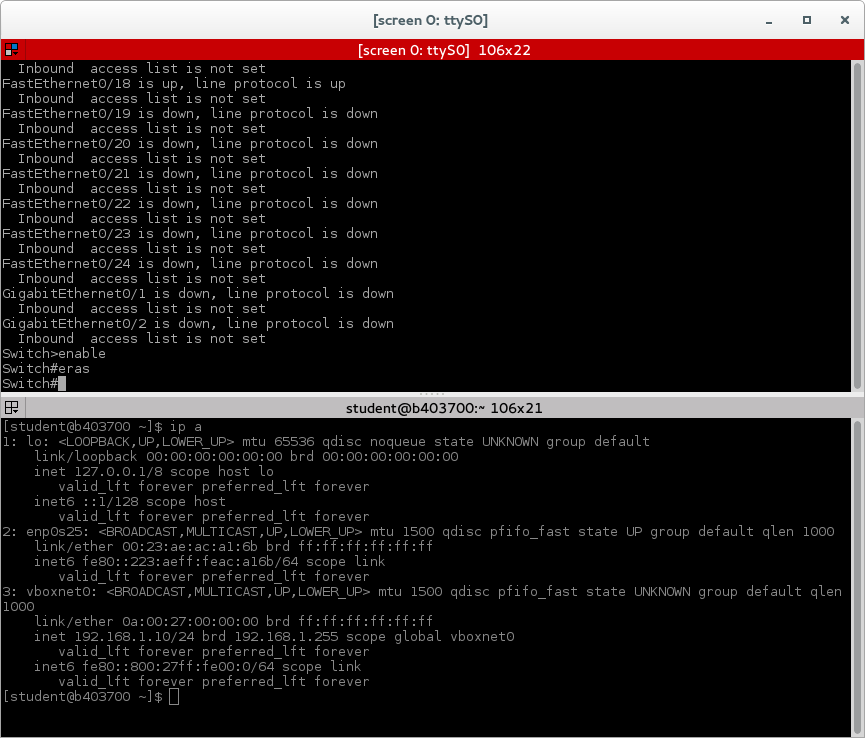 [screen 0: ttyS0]
[screen 0: ttyS0] 106x22
Inbound  access list is not set
FastEthernet0/18 is up, line protocol is up
  Inbound  access list is not set
FastEthernet0/19 is down, line protocol is down
  Inbound  access list is not set
FastEthernet0/20 is down, line protocol is down
  Inbound  access list is not set
FastEthernet0/21 is down, line protocol is down
  Inbound  access list is not set
FastEthernet0/22 is down, line protocol is down
  Inbound  access list is not set
FastEthernet0/23 is down, line protocol is down
  Inbound  access list is not set
FastEthernet0/24 is down, line protocol is down
  Inbound  access list is not set
GigabitEthernet0/1 is down, line protocol is down
  Inbound  access list is not set
GigabitEthernet0/2 is down, line protocol is down
  Inbound  access list is not set
Switch>enable
Switch#eras
Switch#
student@b403700:~ 106x21
[student@b403700 ~]$ ip a
1: lo: <LOOPBACK,UP,LOWER_UP> mtu 65536 qdisc noqueue state UNKNOWN group default
    link/loopback 00:00:00:00:00:00 brd 00:00:00:00:00:00
    inet 127.0.0.1/8 scope host lo
       valid_lft forever preferred_lft forever
    inet6 ::1/128 scope host
       valid_lft forever preferred_lft forever
2: enp0s25: <BROADCAST,MULTICAST,UP,LOWER_UP> mtu 1500 qdisc pfifo_fast state UP group default qlen 1000
    link/ether 00:23:ae:ac:a1:6b brd ff:ff:ff:ff:ff:ff
    inet6 fe80::223:aeff:feac:a16b/64 scope link
       valid_lft forever preferred_lft forever
3: vboxnet0: <BROADCAST,MULTICAST,UP,LOWER_UP> mtu 1500 qdisc pfifo_fast state UNKNOWN group default qlen
1000
    link/ether 0a:00:27:00:00:00 brd ff:ff:ff:ff:ff:ff
    inet 192.168.1.10/24 brd 192.168.1.255 scope global vboxnet0
       valid_lft forever preferred_lft forever
    inet6 fe80::800:27ff:fe00:0/64 scope link
       valid_lft forever preferred_lft forever
[student@b403700 ~]$